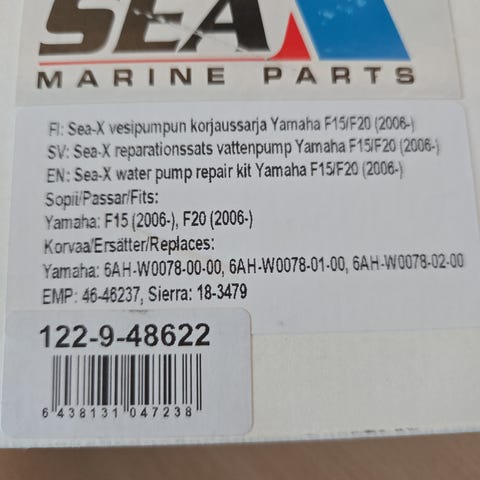 SEA X
MARINE PARTS
FI: Sea-X vesipumpun korjaussarja Yamaha F15/F20 (2006-)
SV: Sea-X reparationssats vattenpump Yamaha F15/F20 (2006-)
EN: Sea-X water pump repair kit Yamaha F15/F20 (2006-)
Sopii/Passar/Fits:
Yamaha: F15 (2006-), F20 (2006-)
Korvaa/Ersätter/Replaces:
Yamaha: 6AH-W0078-00-00, 6AH-W0078-01-00, 6AH-W0078-02-00
EMP: 46-46237, Sierra: 18-3479
122-9-48622
6 438131 047238